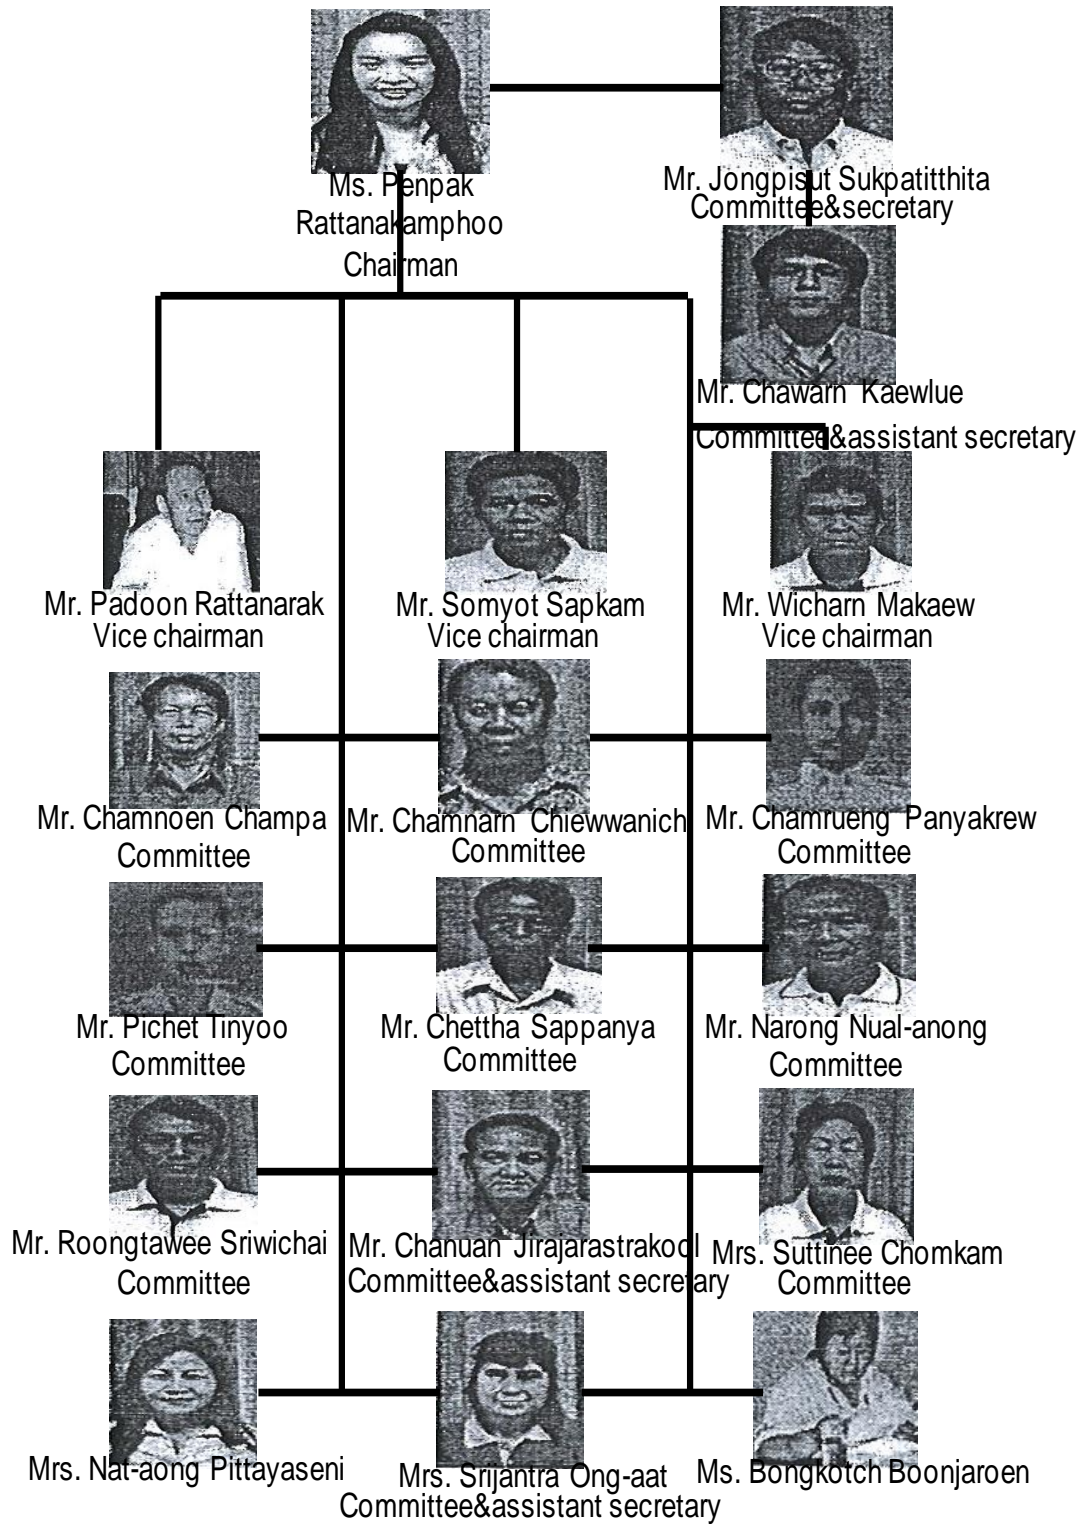 Ms. Penpak
Rattanakamphoo
Chairman
Mr. Jongpisut Sukpatitthita
Committee&secretary
Mr. Chawarn Kaewlue
Committee&assistant secretary
Mr. Padoon Rattanarak
Vice chairman
Mr. Somyot Sapkam
Vice chairman
Mr. Wicharn Makaew
Vice chairman
Mr. Chamnoen Champa
Committee
Mr. Chamnarn Chiewwanich
Committee
Mr. Chamrueng Panyakrew
Committee
Mr. Pichet Tinyoo
Committee
Mr. Chettha Sappanya
Committee
Mr. Narong Nual-anong
Committee
Mr. Roongtawee Sriwichai
Committee
Mr. Chanuan Jirajarastrakool
Committee&assistant secretary
Mrs. Suttinee Chomkam
Committee
Mrs. Nat-aong Pittayaseni
Mrs. Srijantra Ong-aat
Committee&assistant secretary
Ms. Bongkotch Boonjaroen